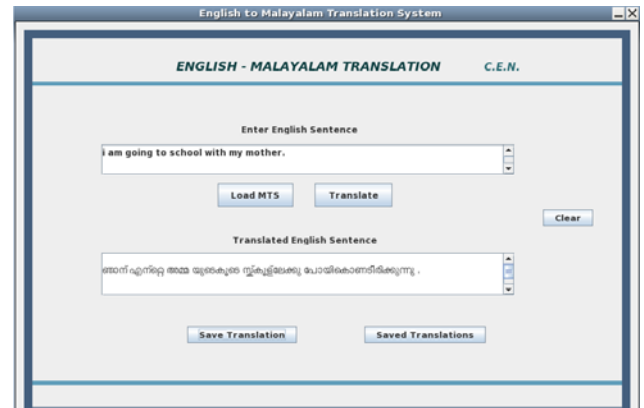 English to Malayalam Translation System
ENGLISH - MALAYALAM TRANSLATION C.E.N.
Enter English Sentence
i am going to school with my mother.
Load MTS Translate
Clear
Translated English Sentence
ഞാന് എന്റെ അമ്മ യുടെകൂടെ സ്കൂള്ലേക്കു പോയികൊണടിരിക്കുന്നു .
Save Translation Saved Translations